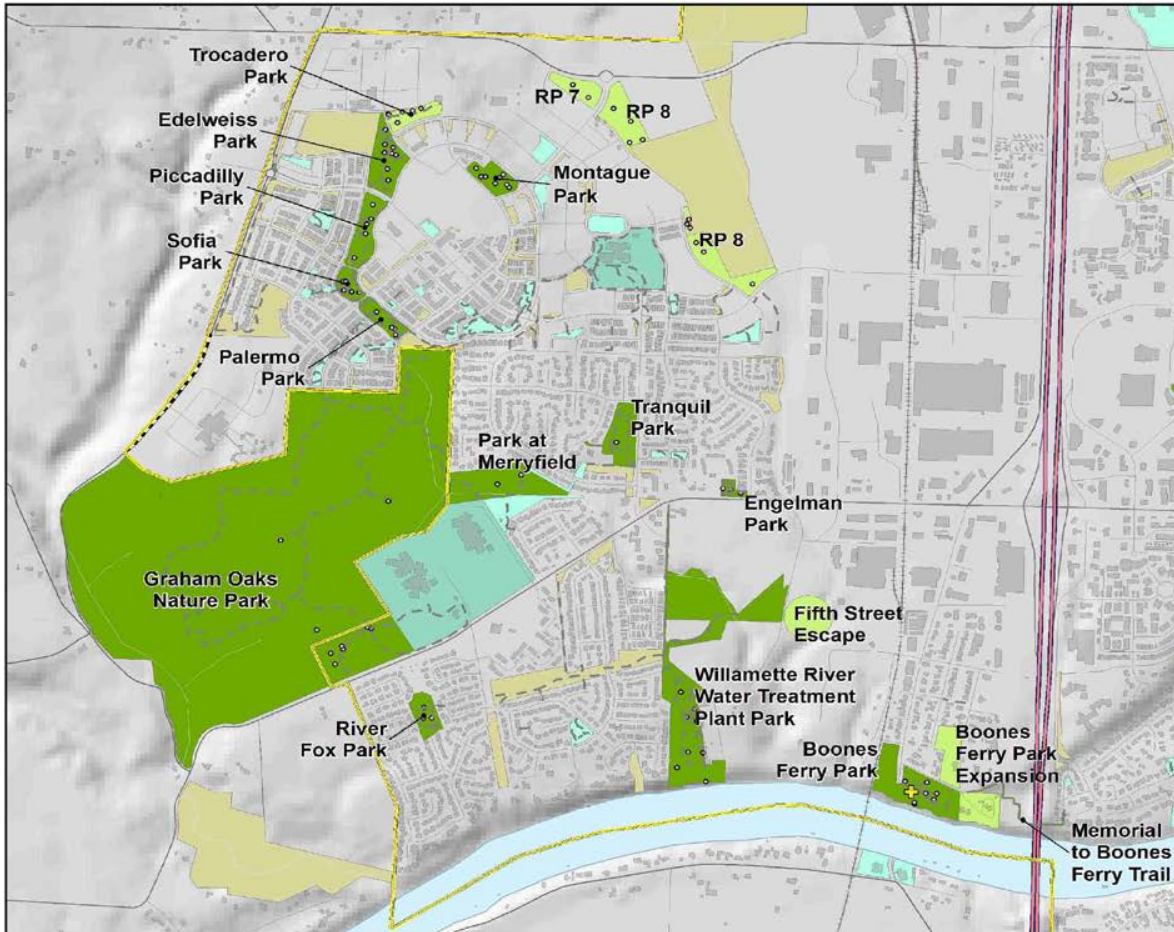 Trocadero
Park
Edelweiss
Park
Piccadilly
Park
Sofia
Park
Palermo
Park
RP 7
RP 8
Montague
Park
RP 8
Tranquil
Park
Park at
Merryfield
Engelman
Park
Graham Oaks
Nature Park
Fifth Street
Escape
Willamette River
Water Treatment
Plant Park
River
Fox Park
Boones
Ferry Park
Boones
Ferry Park
Expansion
Memorial
to Boones
Ferry Trail